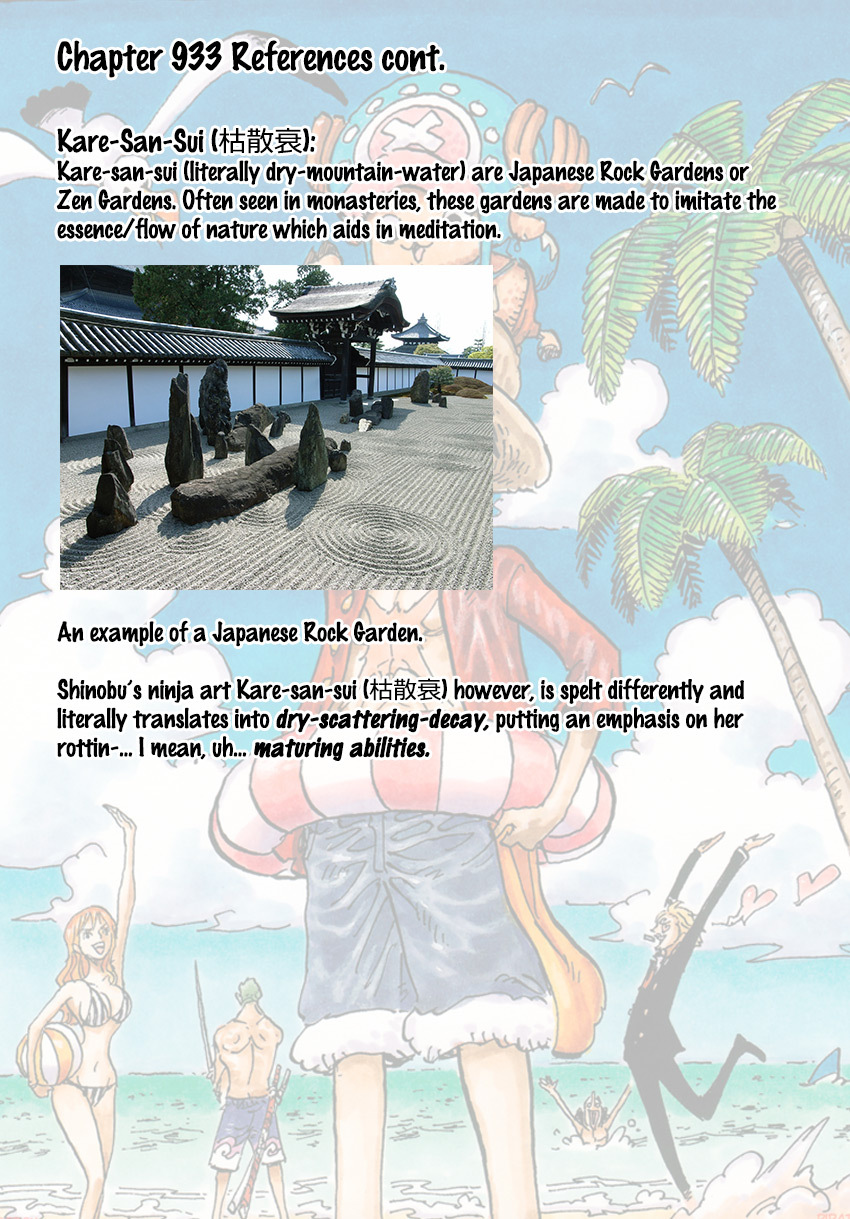 Chapter 933 References cont.
Kare-San-Sui (枯散衰):
Kare-san-sui (literally dry-mountain-water) are Japanese Rock Gardens or
Zen Gardens. Often seen in monasteries, these gardens are made to imitate the
essence/flow of nature which aids in meditation.
An example of a Japanese Rock Garden.
Shinobu's ninja art Kare-san-sui (枯散衰) however, is spelt differently and
literally translates into dry-scattering-decay, putting an emphasis on her
rottin-... I mean, uh... maturing abilities.